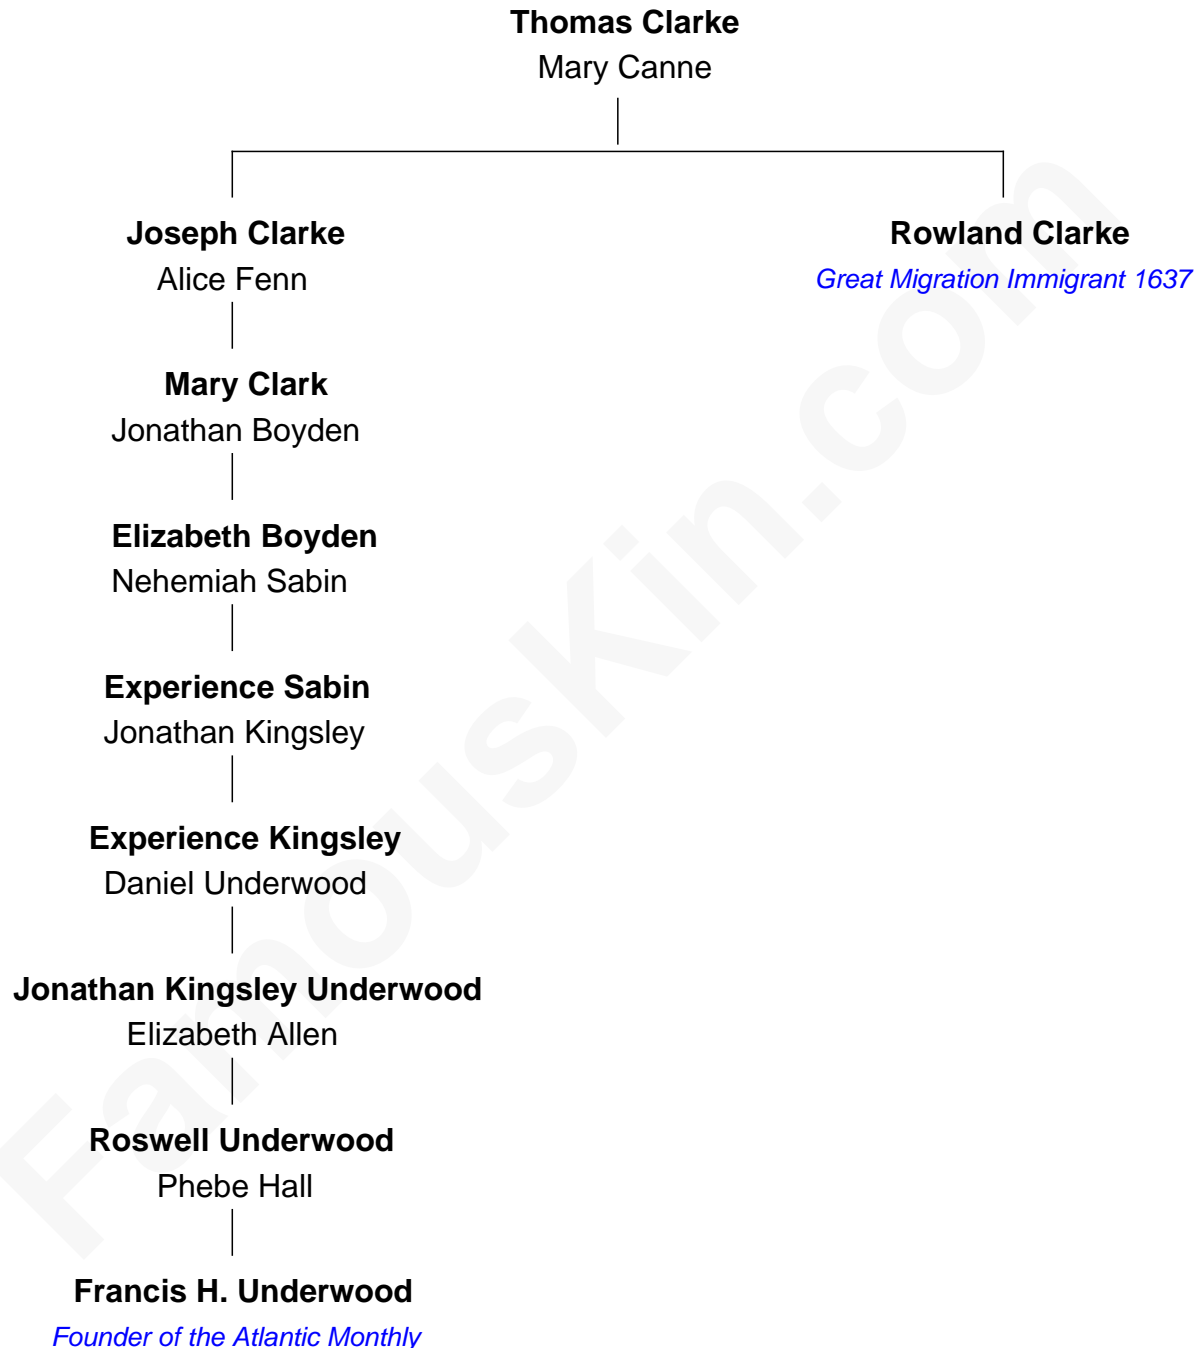 Thomas Clarke
Mary Canne
Joseph Clarke
Alice Fenn
Rowland Clarke
Great Migration Immigrant 1637
Mary Clark
Jonathan Boyden
Elizabeth Boyden
Nehemiah Sabin
Experience Sabin
Jonathan Kingsley
Experience Kingsley
Daniel Underwood
Jonathan Kingsley Underwood
Elizabeth Allen
Roswell Underwood
Phebe Hall
Francis H. Underwood
Founder of the Atlantic Monthly
FamousKin.com